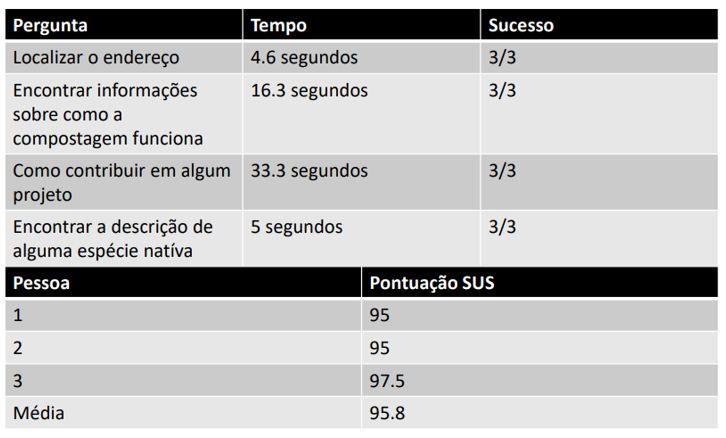 Pergunta Tempo Sucesso
Localizar o endereço 4.6 segundos 3/3
Encontrar informações 16.3 segundos 3/3
sobre como a
compostagem funciona
Como contribuir em algum 33.3 segundos 3/3
projeto
Encontrar a descrição de 5 segundos 3/3
alguma espécie natíva
Pessoa Pontuação SUS
1 95
2 95
3 97.5
Média 95.8